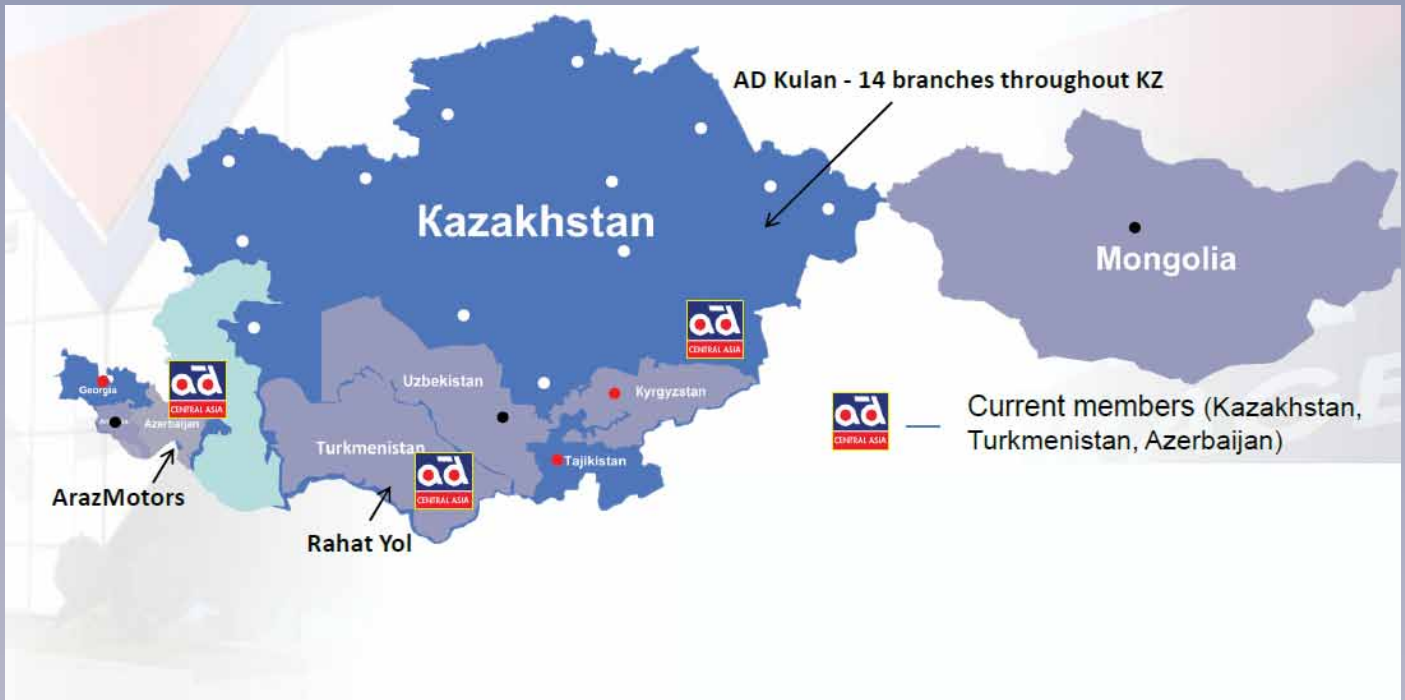 AD Kulan - 14 branches throughout KZ
Kazakhstan
Mongolia
ad
CENTRAL ASIA
Uzbekistan
Kyrgyzstan
Georgia
ad
CENTRAL ASIA
Azerbaijan
Turkmenistan
ad
CENTRAL ASIA
Tajikistan
ad
CENTRAL ASIA
Current members (Kazakhstan,
Turkmenistan, Azerbaijan)
ArazMotors
Rahat Yol